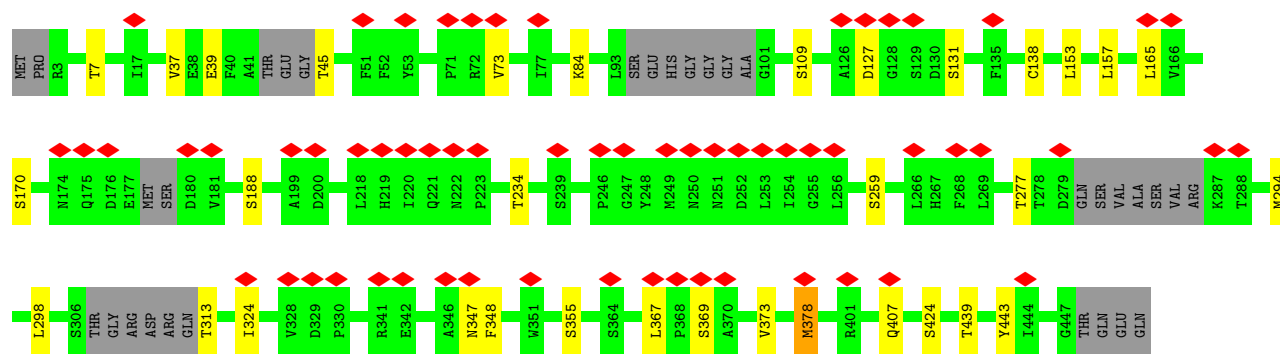 MET PRO R3 T7 I17 V37 E38 E39 F40 A41 THR GLU GLY T45 F51 F52 Y53 P71 R72 V73 I77 K84 L93 SER GLU HIS GLY GLY GLY ALA G101 S109 A126 D127 G128 S129 D130 S131 F135 C138 L153 L157 L165 V166
S170 N174 Q175 D176 E177 MET SER D180 V181 S188 A199 D200 L218 H219 I220 Q221 N222 P223 T234 S239 P246 G247 Y248 M249 N250 N251 D252 L253 I254 G255 L256 S259 L266 H267 F268 L269 T277 T278 D279 GLN SER VAL ALA SER VAL ARG K287 T288 M294
L298 S306 THR GLY ARG ASP ARG GLN T313 I324 V328 D329 P330 R341 E342 A346 N347 F348 W351 S355 S364 L367 P368 S369 A370 V373 M378 R401 Q407 S424 T439 Y443 I444 G447 THR GLN GLU GLN